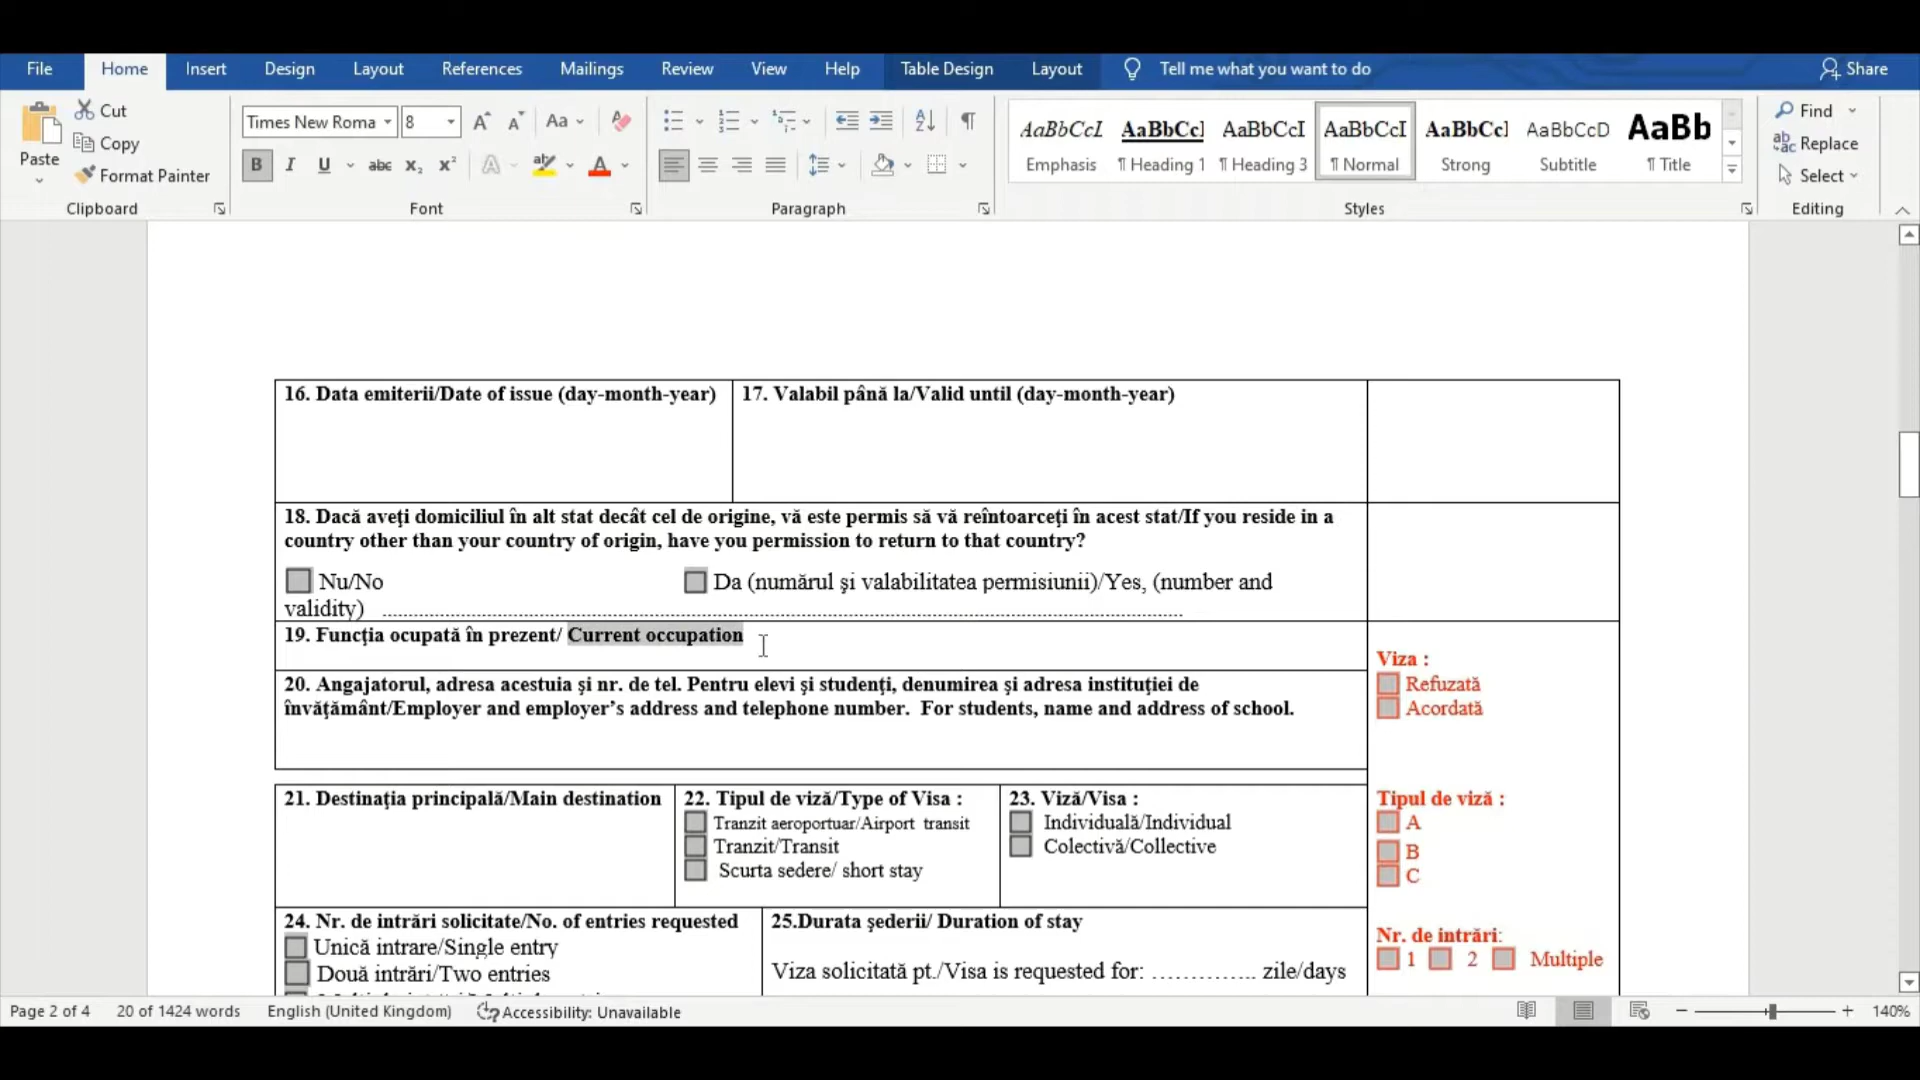 File Home Insert Design Layout References Mailings Review View Help Table Design Layout Tell me what you want to do Share
Paste
Cut
Copy
Format Painter
Clipboard
Times New Roma 8 Aa
B I U abc x₂ x² A A
Font
Paragraph
AaBbCcI AaBbCcI AaBbCcI AaBbCcI AaBbCcI AaBbCcD AaBb
Emphasis ¶ Heading 1 ¶ Heading 3 ¶ Normal Strong Subtitle ¶ Title
Styles
Find
Replace
Select
Editing
16. Data emiterii/Date of issue (day-month-year)
17. Valabil până la/Valid until (day-month-year)
18. Dacă aveţi domiciliul în alt stat decât cel de origine, vă este permis să vă reîntoarceţi în acest stat/If you reside in a
country other than your country of origin, have you permission to return to that country?
Nu/No Da (numărul şi valabilitatea permisiunii)/Yes, (number and
validity) ........................................................................
19. Funcţia ocupată în prezent/ Current occupation
20. Angajatorul, adresa acestuia şi nr. de tel. Pentru elevi şi studenţi, denumirea şi adresa instituţiei de
învăţământ/Employer and employer’s address and telephone number. For students, name and address of school.
Viza :
Refuzată
Acordată
21. Destinaţia principală/Main destination
22. Tipul de viză/Type of Visa :
Tranzit aeroportuar/Airport transit
Tranzit/Transit
Scurta sedere/ short stay
23. Viză/Visa :
Individuală/Individual
Colectivă/Collective
Tipul de viză :
A
B
C
24. Nr. de intrări solicitate/No. of entries requested
Unică intrare/Single entry
Două intrări/Two entries
25.Durata şederii/ Duration of stay
Viza solicitată pt./Visa is requested for: ………….. zile/days
Nr. de intrări:
1 2 Multiple
Page 2 of 4 20 of 1424 words English (United Kingdom) Accessibility: Unavailable 140%